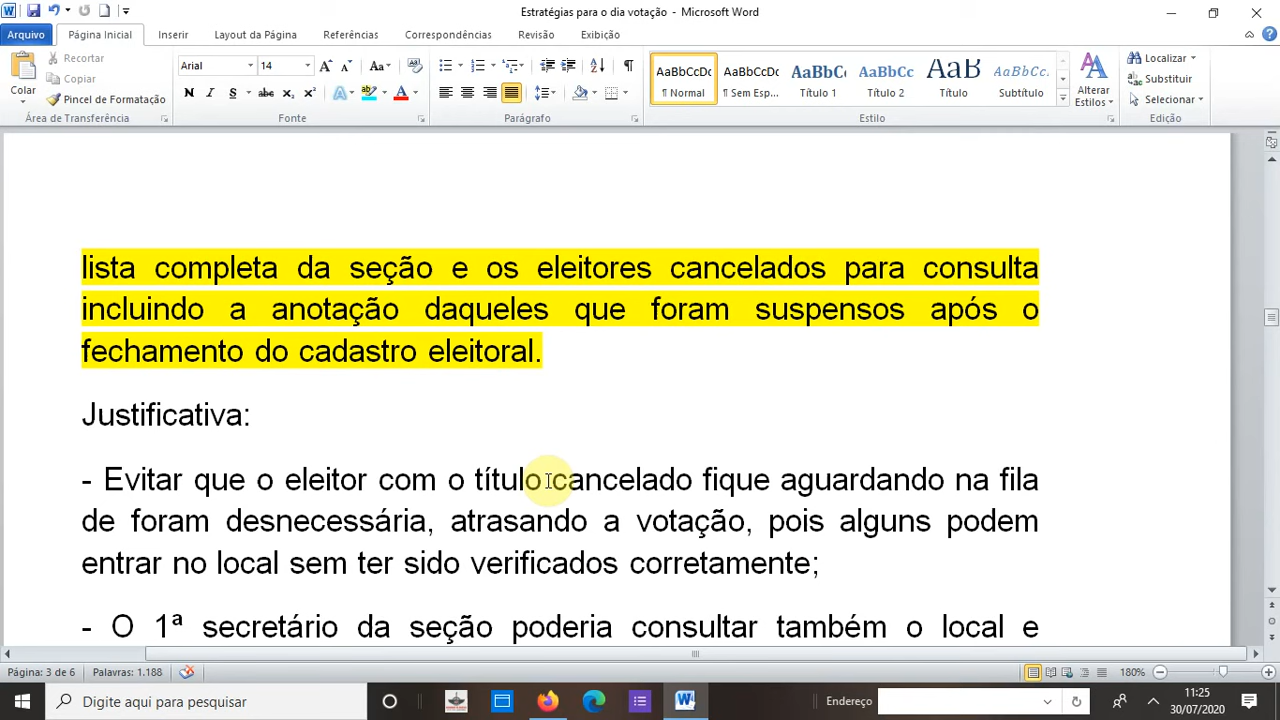 Estratégias para o dia votação - Microsoft Word
Arquivo Página Inicial Inserir Layout da Página Referências Correspondências Revisão Exibição
Colar
Recortar
Copiar
Pincel de Formatação
Área de Transferência
Arial 14
Fonte
Parágrafo
AaBbCcDc AaBbCcDc AaBbCc AaBbCc AaB AaBbCc.
¶ Normal ¶ Sem Esp... Título 1 Título 2 Título Subtítulo
Alterar Estilos
Estilo
Localizar
Substituir
Selecionar
Edição
lista completa da seção e os eleitores cancelados para consulta
incluindo a anotação daqueles que foram suspensos após o
fechamento do cadastro eleitoral.
Justificativa:
- Evitar que o eleitor com o título cancelado fique aguardando na fila
de foram desnecessária, atrasando a votação, pois alguns podem
entrar no local sem ter sido verificados corretamente;
- O 1ª secretário da seção poderia consultar também o local e
Página: 3 de 6 Palavras: 1.188 180%
Digite aqui para pesquisar Endereço 11:25
30/07/2020